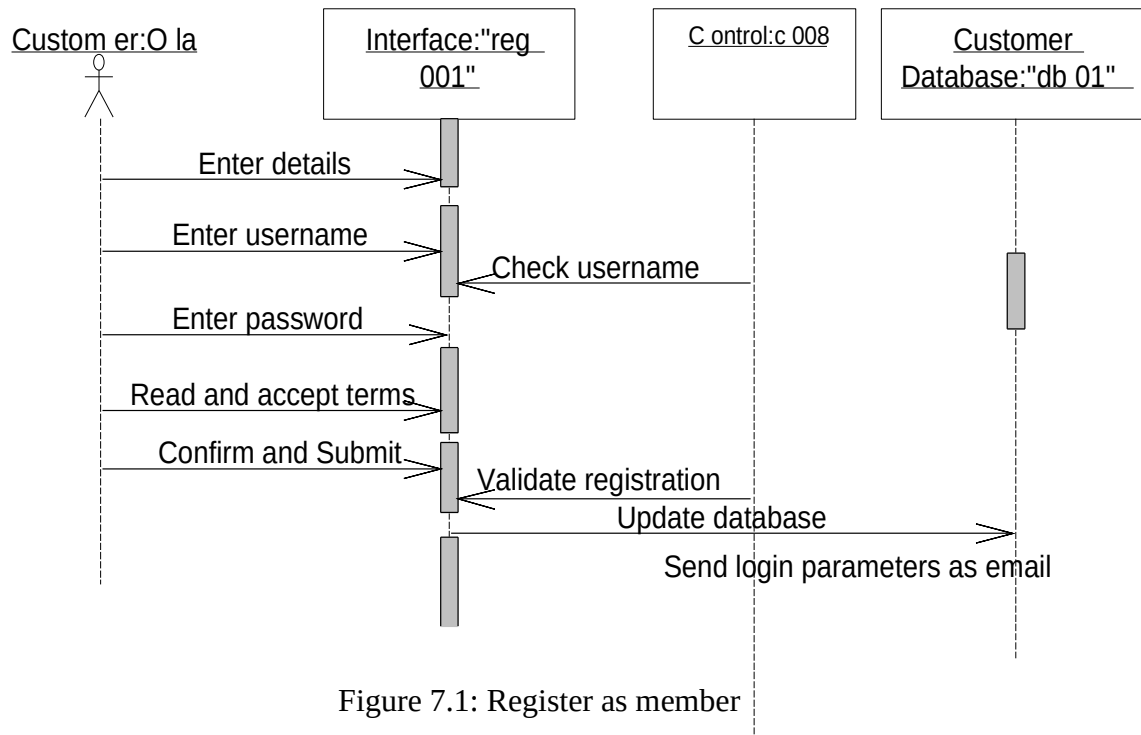 Custom er:O la
Interface:"reg
001"
C ontrol:c 008
Customer
Database:"db 01"
Enter details
Enter username
Check username
Enter password
Read and accept terms
Confirm and Submit
Validate registration
Update database
Send login parameters as email
Figure 7.1: Register as member